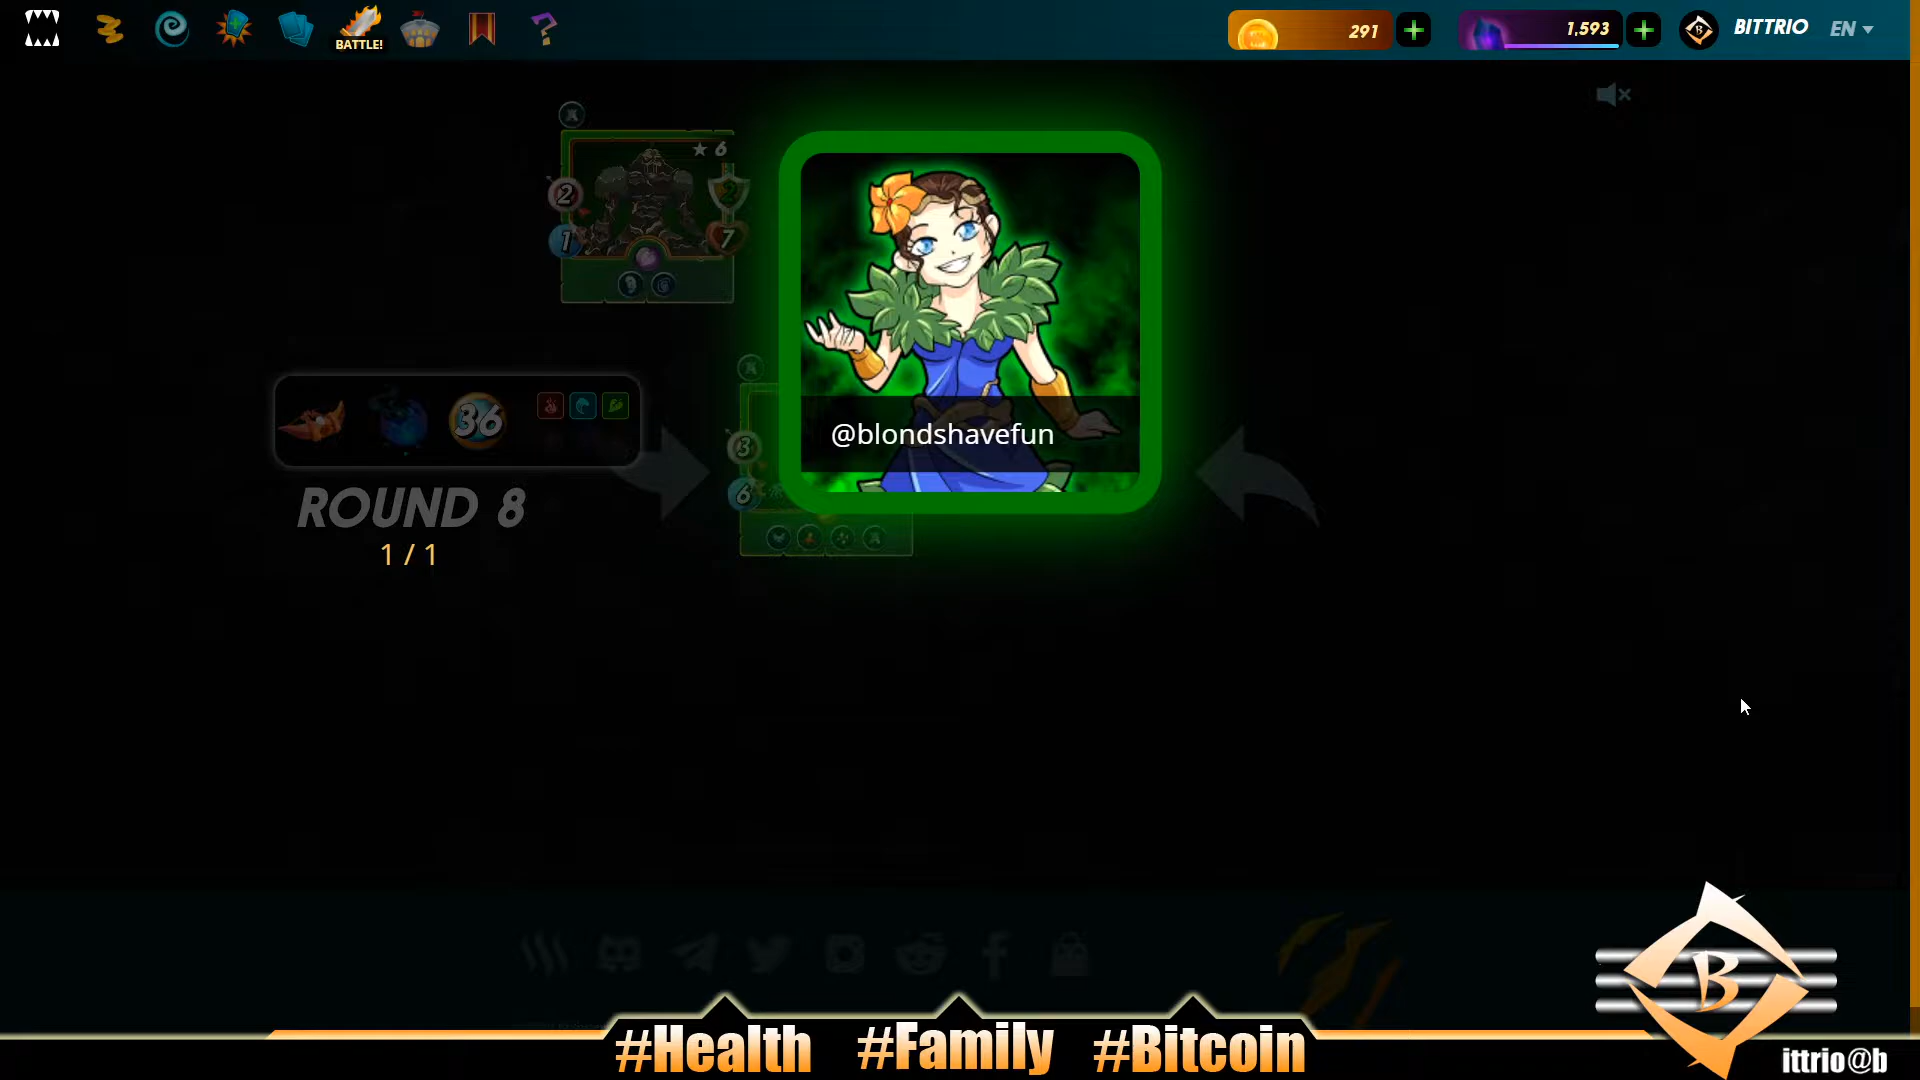 BATTLE!
291
1,593
BITTRIO
EN
6
2
2
1
7
36
ROUND 8
1 / 1
3
6
@blondshavefun
#Health #Family #Bitcoin
B
ittrio@b